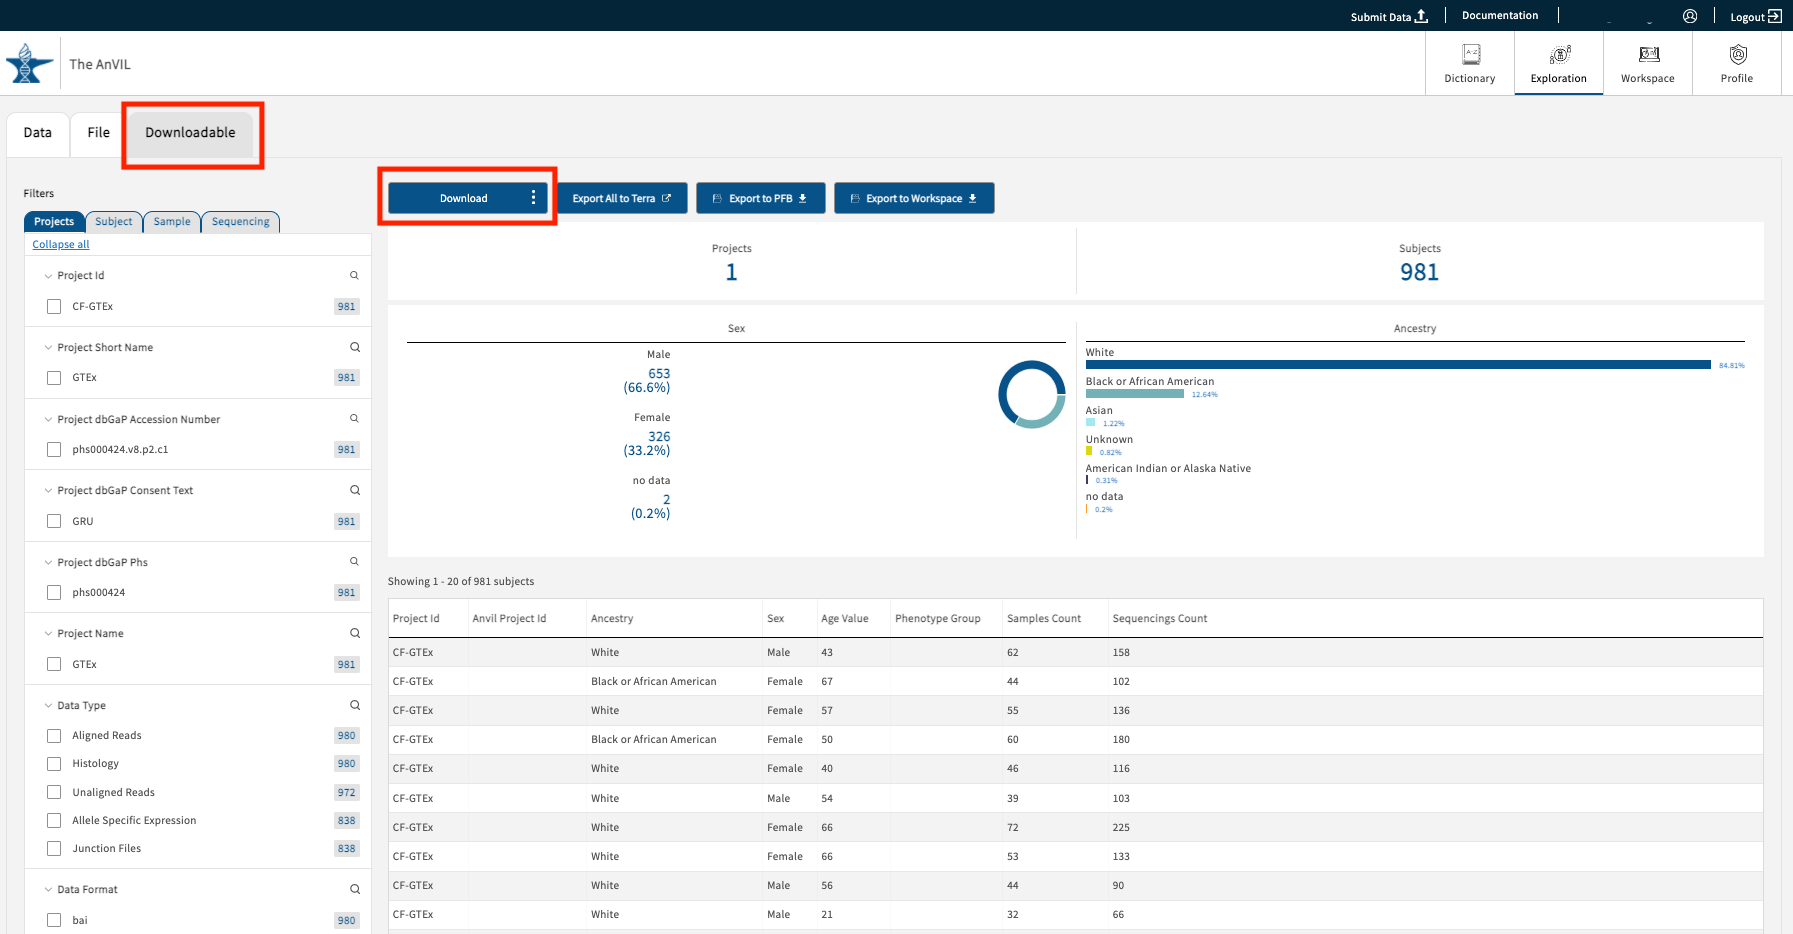 Submit Data
Documentation
Logout
The AnVIL
Dictionary
Exploration
Workspace
Profile
Data
File
Downloadable
Filters
Projects
Subject
Sample
Sequencing
Collapse all
Project Id
CF-GTEx 981
Project Short Name
GTEx 981
Project dbGaP Accession Number
phs000424.v8.p2.c1 981
Project dbGaP Consent Text
GRU 981
Project dbGaP Phs
phs000424 981
Project Name
GTEx 981
Data Type
Aligned Reads 980
Histology 980
Unaligned Reads 972
Allele Specific Expression 838
Junction Files 838
Data Format
bai 980
Download
Export All to Terra
Export to PFB
Export to Workspace
Projects
1
Subjects
981
Sex
Male
653
(66.6%)
Female
326
(33.2%)
no data
2
(0.2%)
Ancestry
White
84.81%
Black or African American
12.64%
Asian
1.22%
Unknown
0.82%
American Indian or Alaska Native
0.31%
no data
0.2%
Showing 1 - 20 of 981 subjects
Project Id Anvil Project Id Ancestry Sex Age Value Phenotype Group Samples Count Sequencings Count
CF-GTEx White Male 43 62 158
CF-GTEx Black or African American Female 67 44 102
CF-GTEx White Female 57 55 136
CF-GTEx Black or African American Female 50 60 180
CF-GTEx White Female 40 46 116
CF-GTEx White Male 54 39 103
CF-GTEx White Female 66 72 225
CF-GTEx White Female 66 53 133
CF-GTEx White Male 56 44 90
CF-GTEx White Male 21 32 66